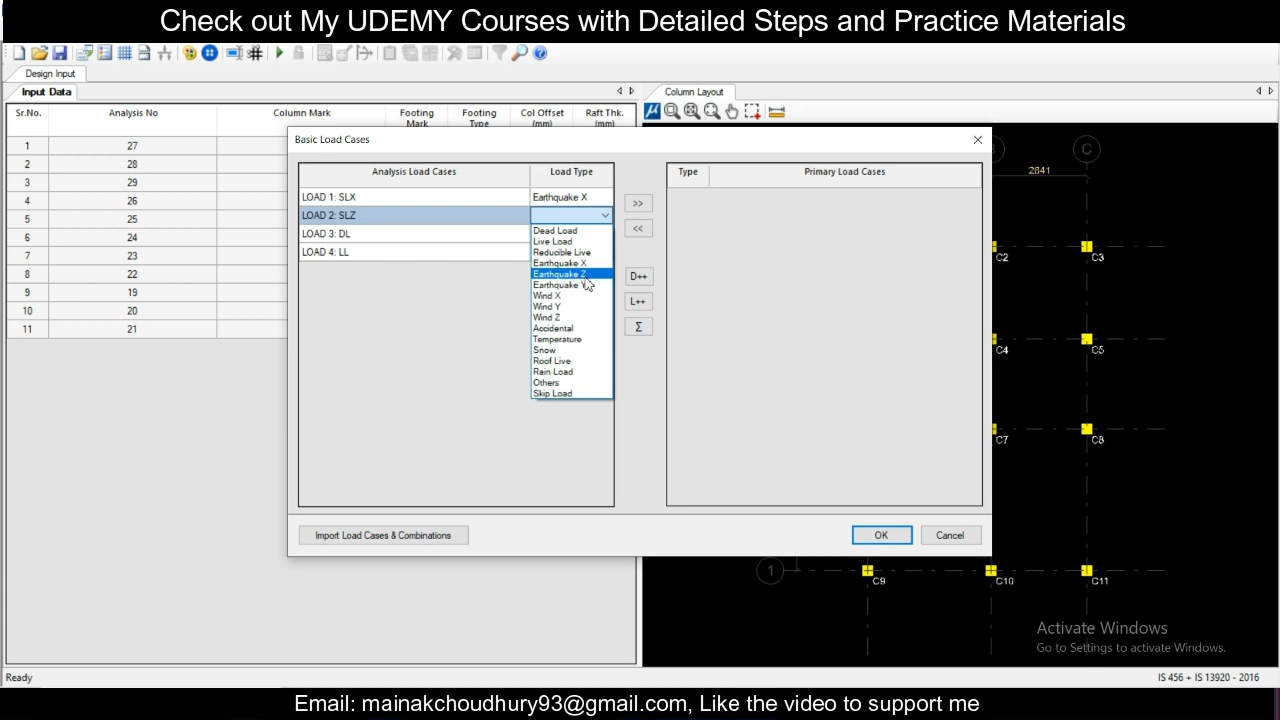 Check out My UDEMY Courses with Detailed Steps and Practice Materials
Design Input
Input Data
Column Layout
Sr.No.
Analysis No
Column Mark
Footing Mark
Footing Type
Col Offset (mm)
Raft Thk. (mm)
1 27
2 28
3 29
4 26
5 25
6 24
7 23
8 22
9 19
10 20
11 21
Basic Load Cases
Analysis Load Cases
Load Type
LOAD 1: SLX
Earthquake X
LOAD 2: SLZ
LOAD 3: DL
LOAD 4: LL
Dead Load
Live Load
Reducible Live
Earthquake X
Earthquake Z
Earthquake Y
Wind X
Wind Y
Wind Z
Accidental
Temperature
Snow
Roof Live
Rain Load
Others
Skip Load
>>
<<
D++
L++
Σ
Type
Primary Load Cases
Import Load Cases & Combinations
OK
Cancel
C
2841
C2
C3
C4
C5
C7
C8
1
C9
C10
C11
Activate Windows
Go to Settings to activate Windows.
Ready
IS 456 + IS 13920 - 2016
Email: mainakchoudhury93@gmail.com, Like the video to support me